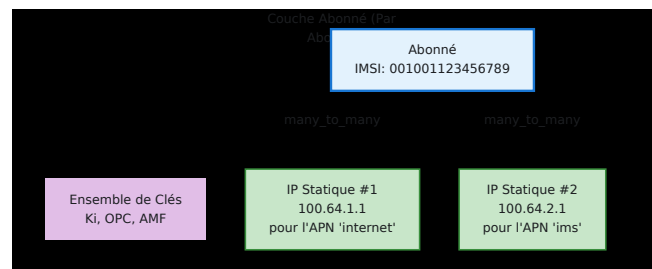 Couche Abonné (Par
Abo
Abonné
IMSI: 001001123456789
many_to_many
many_to_many
Ensemble de Clés
Ki, OPC, AMF
IP Statique #1
100.64.1.1
pour l'APN 'internet'
IP Statique #2
100.64.2.1
pour l'APN 'ims'